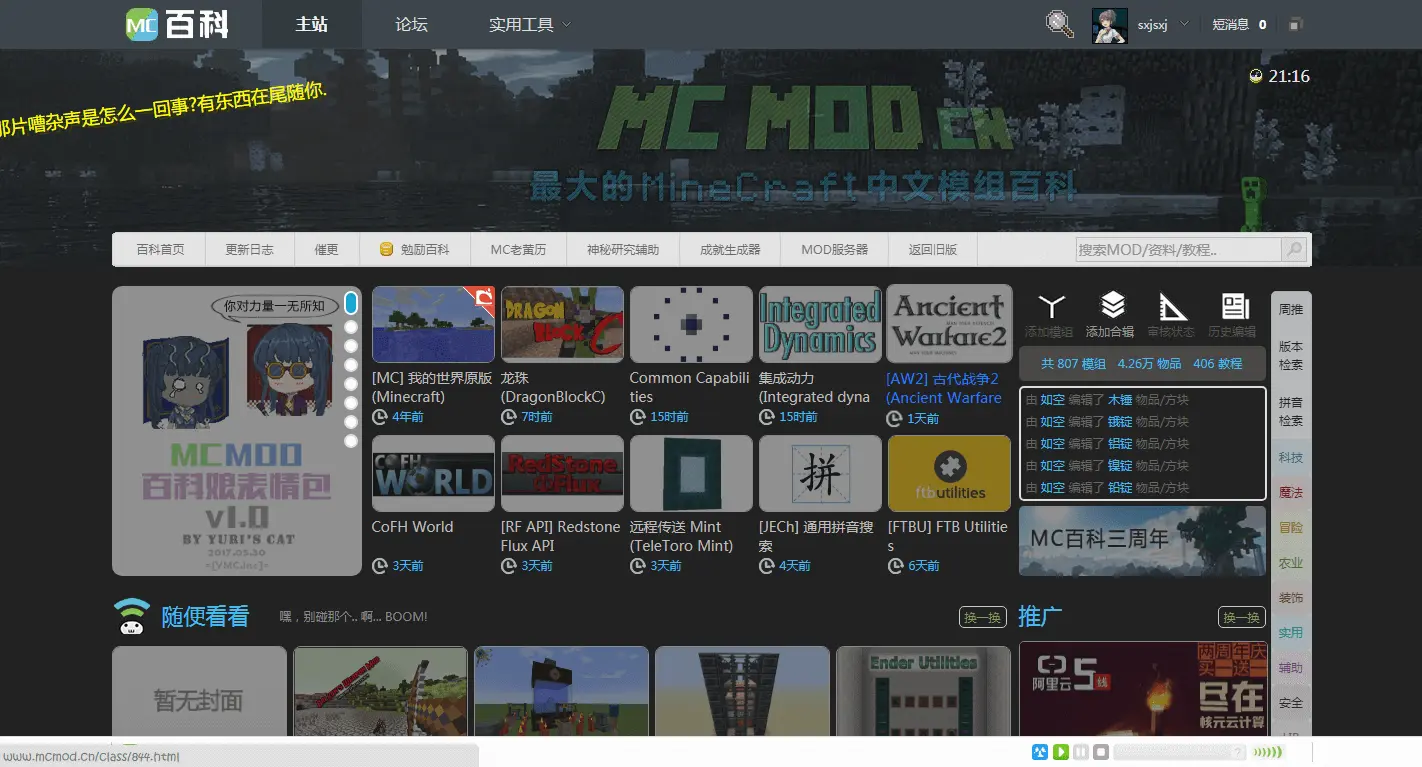 MC 百科
主站
论坛
实用工具
sxjsxj
短消息 0
21:16
那片嘈杂声是怎么一回事?有东西在尾随你.
MC MOD.CN
最大的MineCraft中文模组百科
百科首页
更新日志
催更
勉励百科
MC老黄历
神秘研究辅助
成就生成器
MOD服务器
返回旧版
搜索MOD/资料/教程..
你对力量一无所知
MCMOD
百科娘表情包
v1.0
BY YURI'S CAT
2017.05.30
DRAGON
BLOCK C
Integrated
Dynamics
Ancient
Warfare2
[MC] 我的世界原版
(Minecraft)
4年前
龙珠
(DragonBlockC)
7时前
Common Capabili
ties
15时前
集成动力
(Integrated dyna
15时前
[AW2] 古代战争2
(Ancient Warfare
1天前
COFH
WORLD
RedStone
Flux
拼
ftbutilities
CoFH World
3天前
[RF API] Redstone
Flux API
3天前
远程传送 Mint
(TeleToro Mint)
3天前
[JECh] 通用拼音搜
索
4天前
[FTBU] FTB Utilitie
s
6天前
添加模组
添加合辑
审核状态
历史编辑
共 807 模组 4.26万 物品 406 教程
由 如空 编辑了 木锤 物品/方块
由 如空 编辑了 锇锭 物品/方块
由 如空 编辑了 铝锭 物品/方块
由 如空 编辑了 镍锭 物品/方块
由 如空 编辑了 铅锭 物品/方块
MC百科三周年
周推
版本
检索
拼音
检索
科技
魔法
冒险
农业
装饰
实用
辅助
安全
随便看看
嘿，别碰那个.. 啊... BOOM!
换一换
推广
换一换
暂无封面
Ender Utilities
阿里云
5
线
两周年庆
买一送一
尽在
核元云计算
www.mcmod.cn/class/844.html